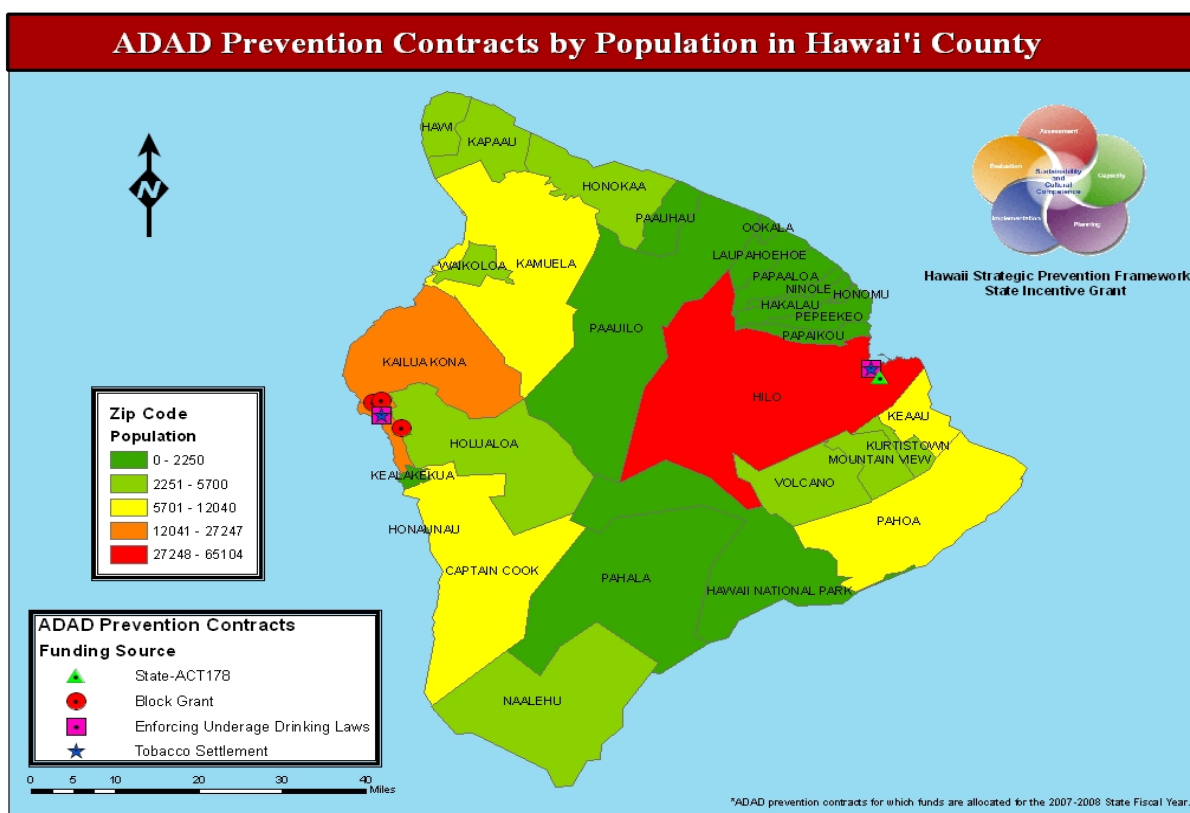 ADAD Prevention Contracts by Population in Hawai'i County
N
HAWI
KAPAAU
HONOKAA
PAAUHAU
OOKALA
LAUPAHOEHOE
PAPAALOA
NINOLE
HONOMU
HAKALAU
PEPEEKEO
PAPAIKOU
WAIKOLOA
KAMUELA
PAAUILO
KAILUA KONA
HILO
KEAAU
KURTISTOWN
MOUNTAIN VIEW
VOLCANO
HOLUALOA
KEALAKEKUA
HONAUNAU
CAPTAIN COOK
PAHALA
HAWAII NATIONAL PARK
PAHOA
NAALEHU
Assessment
Evaluation
Capacity
Sustainability
and
Cultural
Competence
Implementation
Planning
Hawaii Strategic Prevention Framework
State Incentive Grant
Zip Code
Population
0 - 2250
2251 - 5700
5701 - 12040
12041 - 27247
27248 - 65104
ADAD Prevention Contracts
Funding Source
State-ACT178
Block Grant
Enforcing Underage Drinking Laws
Tobacco Settlement
0 5 10 20 30 40
Miles
*ADAD prevention contracts for which funds are allocated for the 2007-2008 State Fiscal Year.